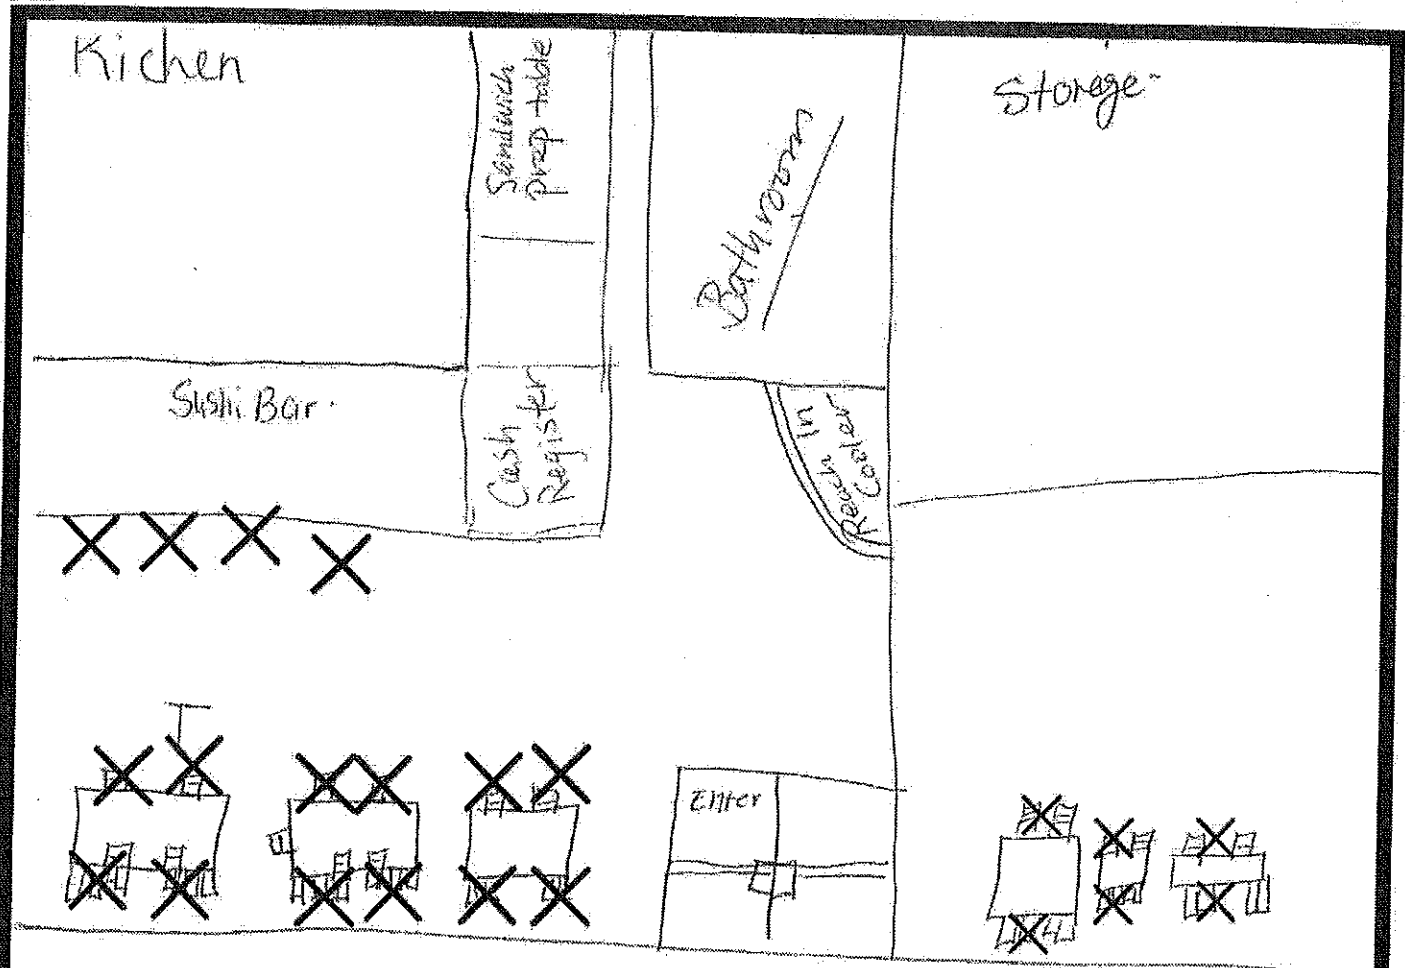 Kichen
Sandwich
prep table
Bathroom
Storage
Sushi Bar
Cash
Register
Reach In
Cooler
Enter